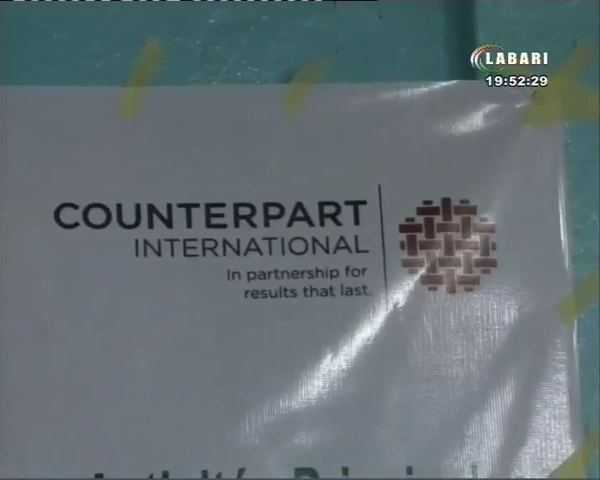 LABARI
19:52:29
COUNTERPART
INTERNATIONAL
In partnership for
results that last.